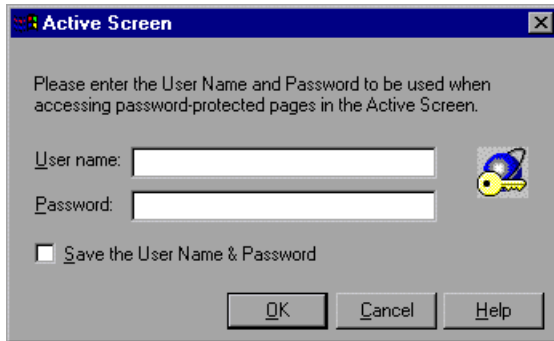 Active Screen
Please enter the User Name and Password to be used when
accessing password-protected pages in the Active Screen.
User name:
Password:
Save the User Name & Password
OK Cancel Help